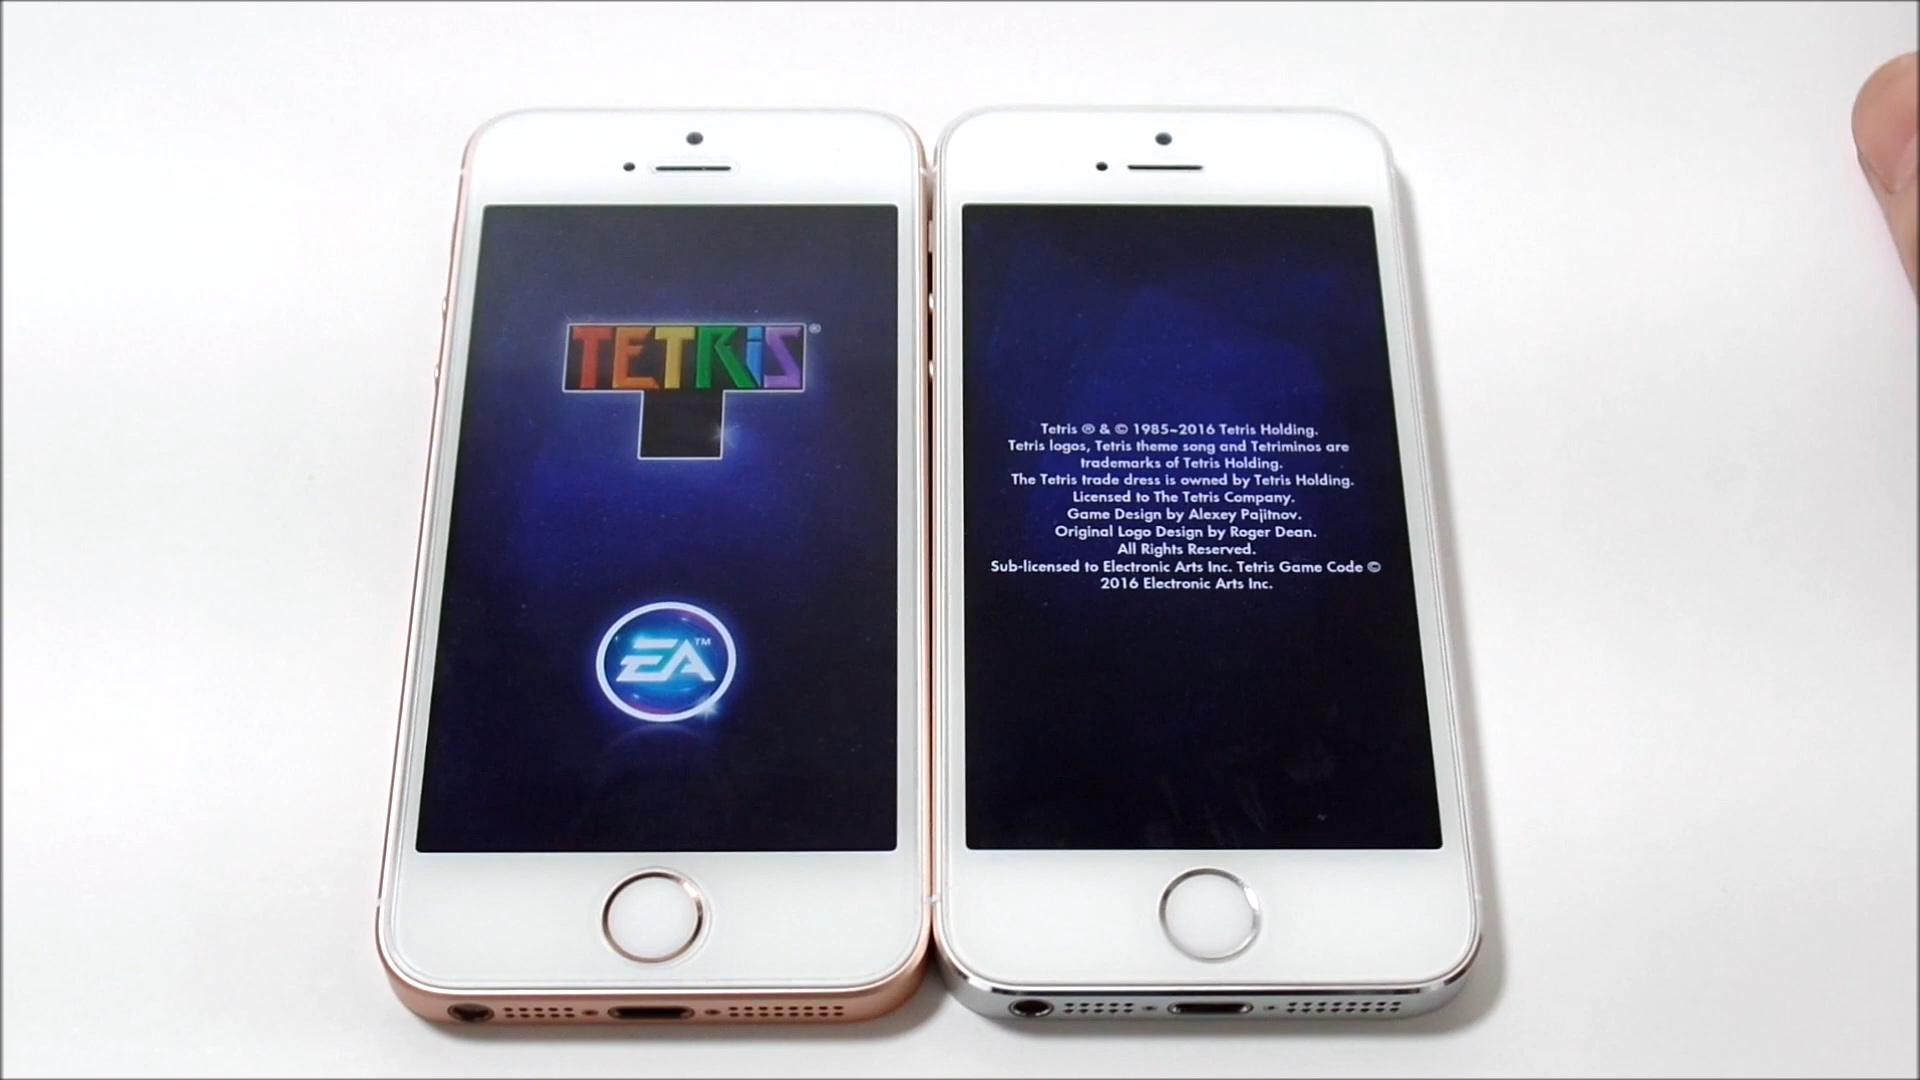 TETRIS®
EA™
Tetris ® & © 1985-2016 Tetris Holding.
Tetris logos, Tetris theme song and Tetriminos are
trademarks of Tetris Holding.
The Tetris trade dress is owned by Tetris Holding.
Licensed to The Tetris Company.
Game Design by Alexey Pajitnov.
Original Logo Design by Roger Dean.
All Rights Reserved.
Sub-licensed to Electronic Arts Inc. Tetris Game Code ©
2016 Electronic Arts Inc.